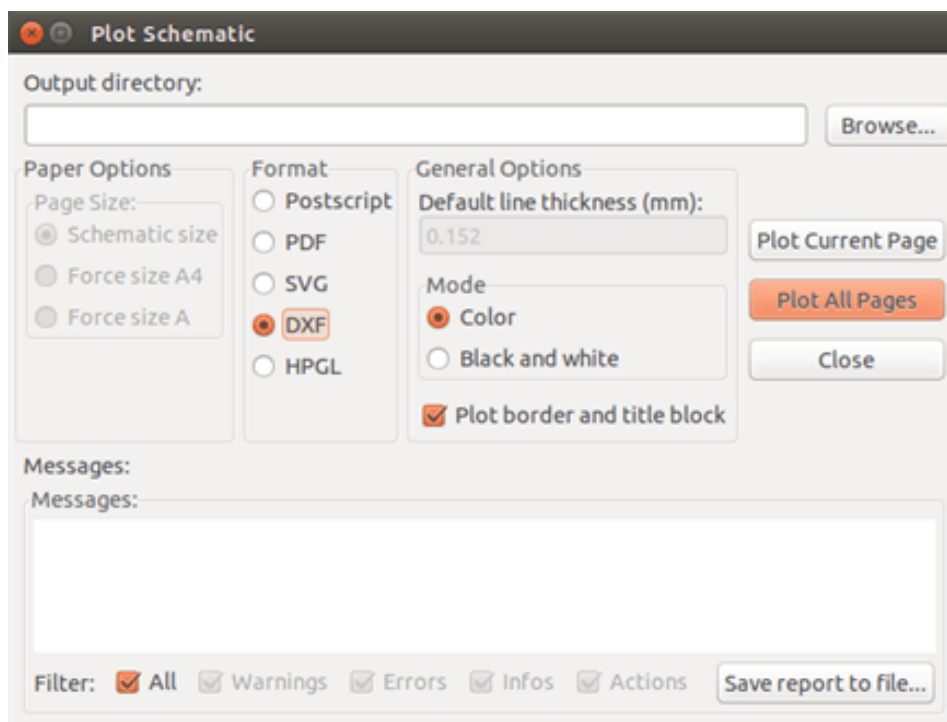 Plot Schematic
Output directory:
Browse...
Paper Options
Page Size:
Schematic size
Force size A4
Force size A
Format
Postscript
PDF
SVG
DXF
HPGL
General Options
Default line thickness (mm):
0.152
Mode
Color
Black and white
Plot border and title block
Plot Current Page
Plot All Pages
Close
Messages:
Messages:
Filter: All Warnings Errors Infos Actions Save report to file...